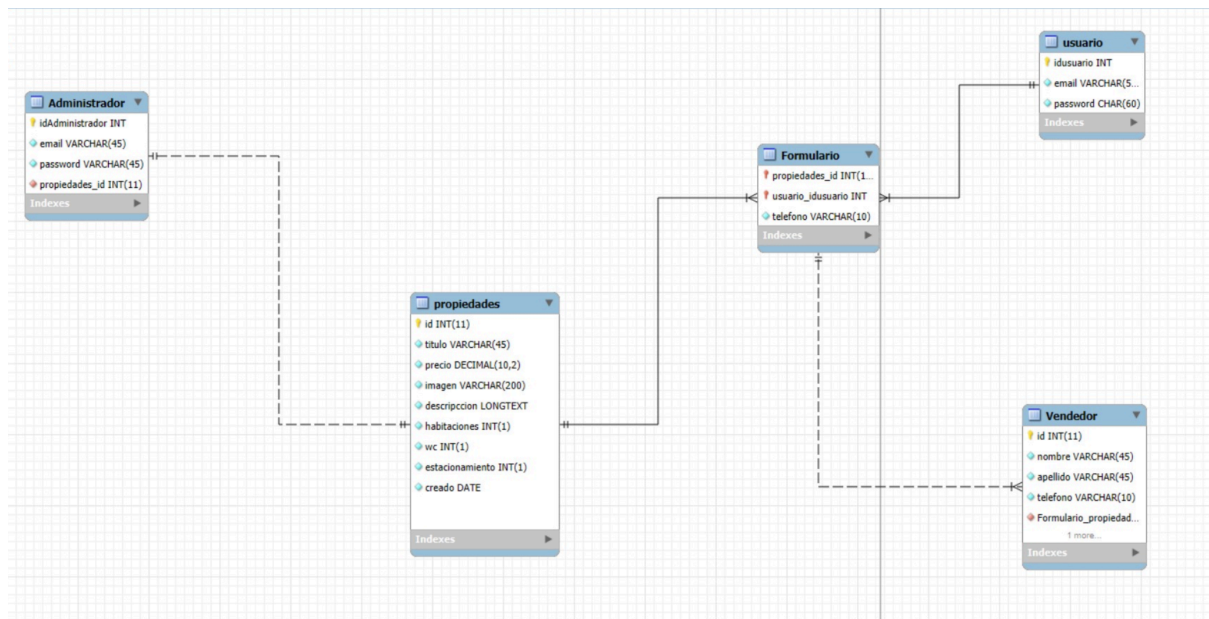 Administrador
idAdministrador INT
email VARCHAR(45)
password VARCHAR(45)
propiedades_id INT(11)
Indexes
propiedades
id INT(11)
titulo VARCHAR(45)
precio DECIMAL(10,2)
imagen VARCHAR(200)
descripccion LONGTEXT
habitaciones INT(1)
wc INT(1)
estacionamiento INT(1)
creado DATE
Indexes
Formulario
propiedades_id INT(1...
usuario_idusuario INT
telefono VARCHAR(10)
Indexes
usuario
idusuario INT
email VARCHAR(5...
password CHAR(60)
Indexes
Vendedor
id INT(11)
nombre VARCHAR(45)
apellido VARCHAR(45)
telefono VARCHAR(10)
Formulario_propiedad...
1 more...
Indexes